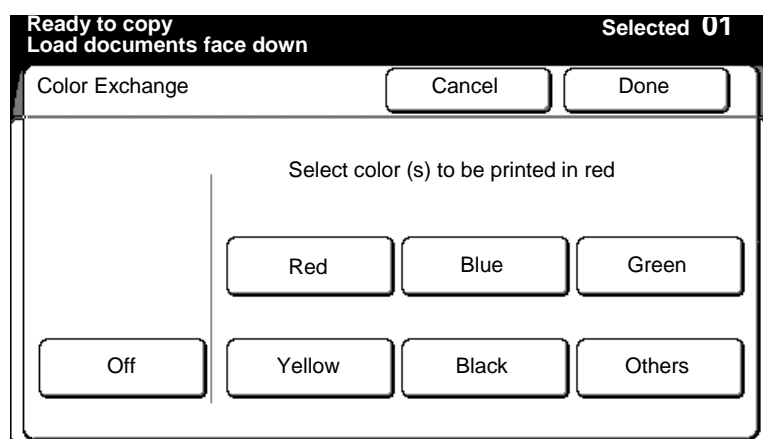 Ready to copy
Selected 01
Load documents face down
Color Exchange
Cancel
Done
Select color (s) to be printed in red
Red
Blue
Green
Off
Yellow
Black
Others